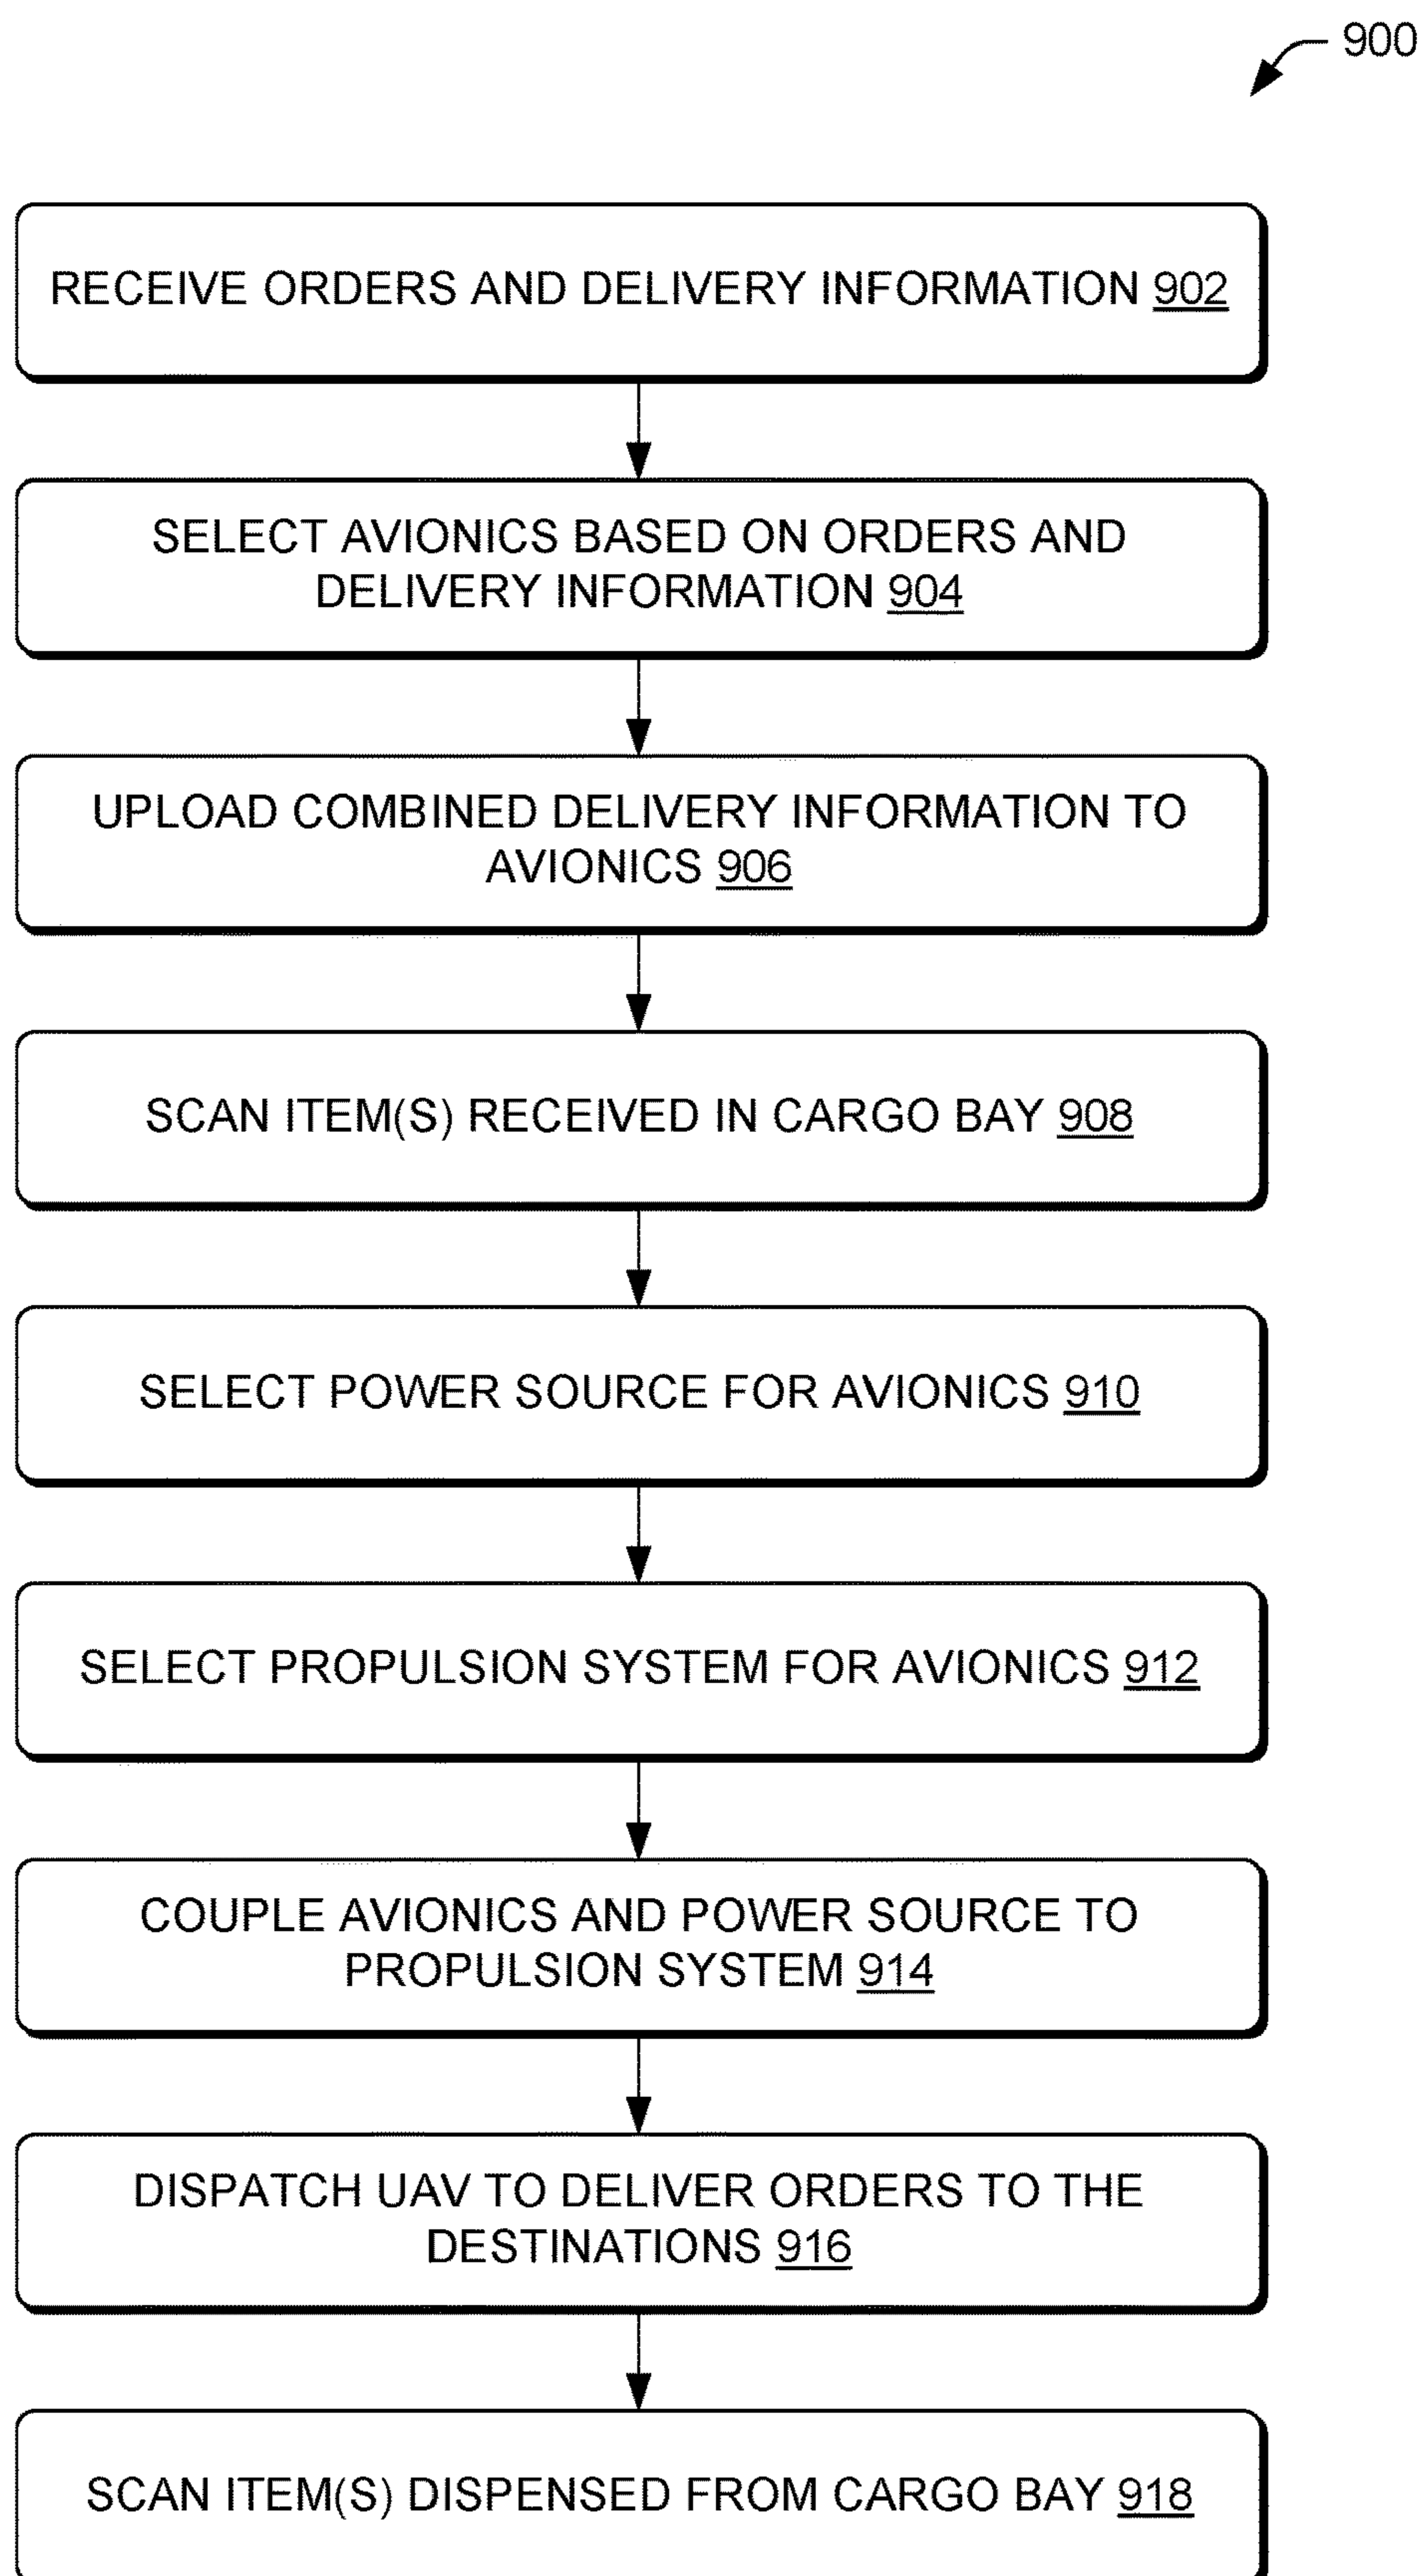 900
RECEIVE ORDERS AND DELIVERY INFORMATION 902
SELECT AVIONICS BASED ON ORDERS AND
DELIVERY INFORMATION 904
UPLOAD COMBINED DELIVERY INFORMATION TO
AVIONICS 906
SCAN ITEM(S) RECEIVED IN CARGO BAY 908
SELECT POWER SOURCE FOR AVIONICS 910
SELECT PROPULSION SYSTEM FOR AVIONICS 912
COUPLE AVIONICS AND POWER SOURCE TO
PROPULSION SYSTEM 914
DISPATCH UAV TO DELIVER ORDERS TO THE
DESTINATIONS 916
SCAN ITEM(S) DISPENSED FROM CARGO BAY 918